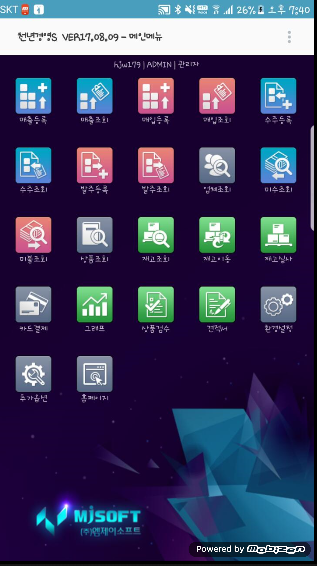 SKT 26% 오후 7:40
천년경영S VER17.08.09 - 메인메뉴
hjw179 | ADMIN | 관리자
매출등록 매출조회 매입등록 매입조회 수주등록
수주조회 발주등록 발주조회 업체조회 미수조회
미불조회 상품조회 재고조회 재고이동 재고실사
카드결제 그래프 상품검수 견적서 환경설정
추가옵션 홈페이지
MJSOFT
(주)엠제이소프트
Powered by Mobizen